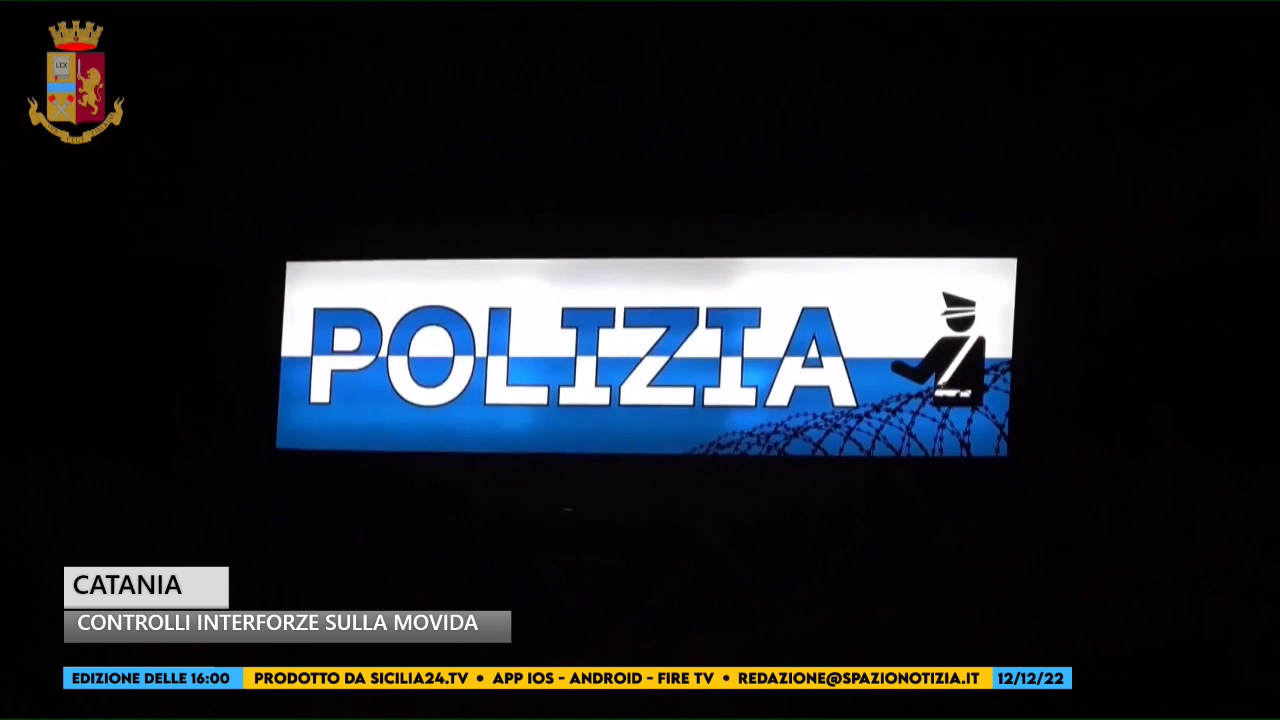 LEX
POLIZIA
CATANIA
CONTROLLI INTERFORZE SULLA MOVIDA
EDIZIONE DELLE 16:00 PRODOTTO DA SICILIA24.TV • APP IOS - ANDROID - FIRE TV • REDAZIONE@SPAZIONOTIZIA.IT 12/12/22